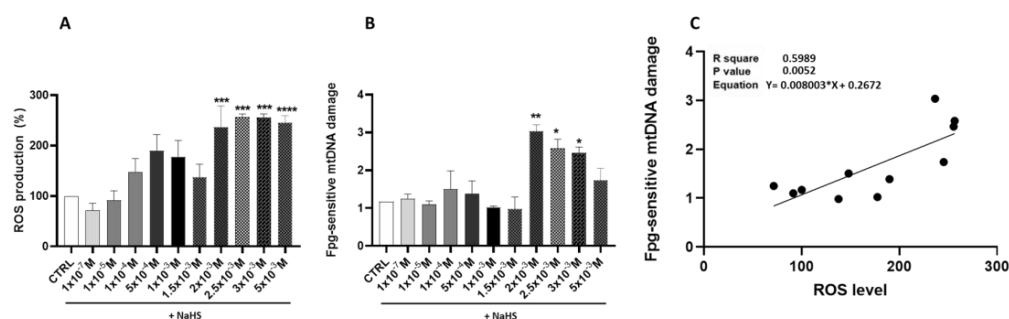 A
ROS production (%)
300
200
100
0
***
***
***
****
CTRL
1x10⁻⁷M
1x10⁻⁵M
1x10⁻⁴M
5x10⁻⁴M
1x10⁻³M
1.5x10⁻³M
2x10⁻³M
2.5x10⁻³M
3x10⁻³M
5x10⁻³M
+ NaHS
B
Fpg-sensitive mtDNA damage
4
3
2
1
0
**
*
*
CTRL
1x10⁻⁷M
1x10⁻⁵M
1x10⁻⁴M
5x10⁻⁴M
1x10⁻³M
1.5x10⁻³M
2x10⁻³M
2.5x10⁻³M
3x10⁻³M
5x10⁻³M
+ NaHS
C
Fpg-sensitive mtDNA damage
4
3
2
1
0
R square 0.5989
P value 0.0052
Equation Y= 0.008003*X + 0.2672
0 100 200 300
ROS level